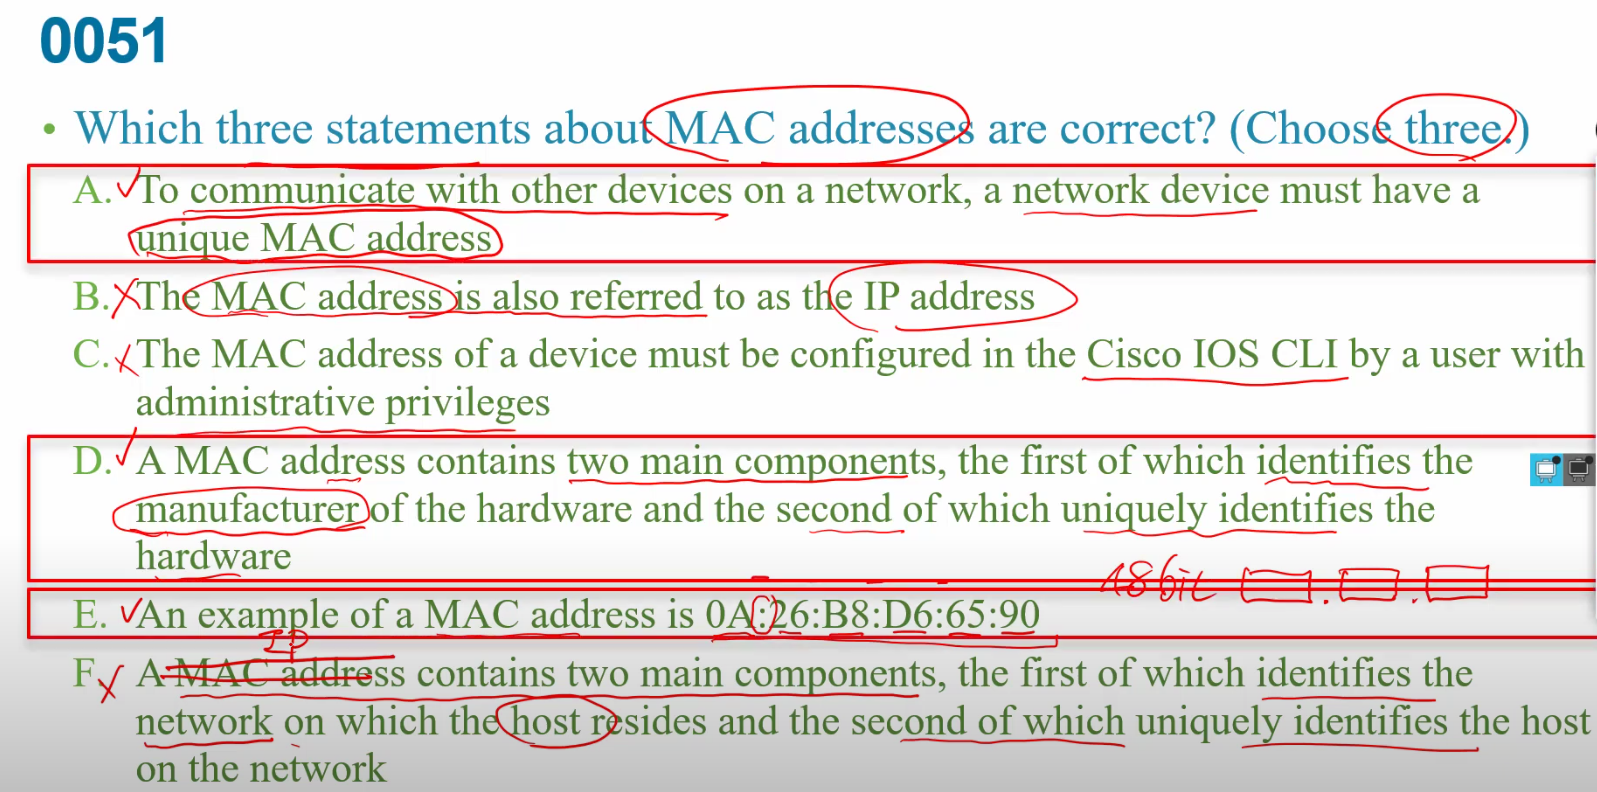 0051
• Which three statements about MAC addresses are correct? (Choose three.)
A. To communicate with other devices on a network, a network device must have a
unique MAC address
B. The MAC address is also referred to as the IP address
C. The MAC address of a device must be configured in the Cisco IOS CLI by a user with
administrative privileges
D. A MAC address contains two main components, the first of which identifies the
manufacturer of the hardware and the second of which uniquely identifies the
hardware
48bit
E. An example of a MAC address is 0A:26:B8:D6:65:90
IP
F. A MAC address contains two main components, the first of which identifies the
network on which the host resides and the second of which uniquely identifies the host
on the network